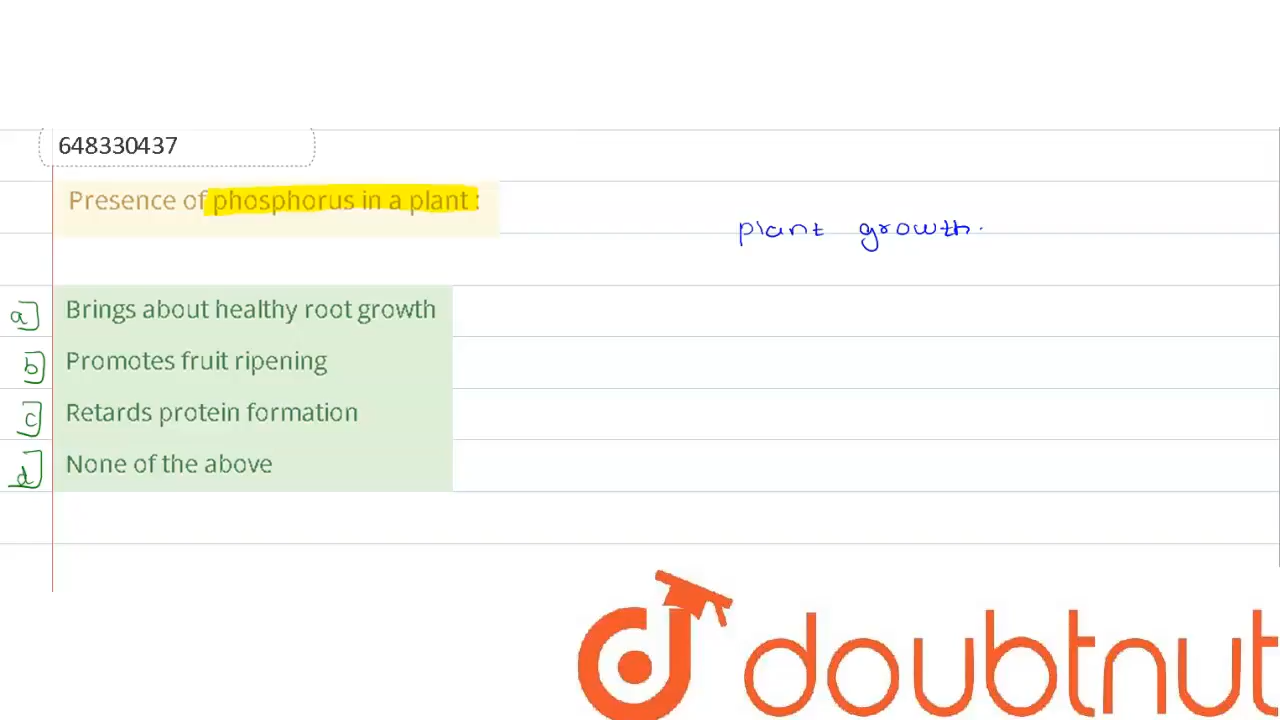 648330437
Presence of phosphorus in a plant :
plant growth.
a] Brings about healthy root growth
b] Promotes fruit ripening
c] Retards protein formation
d] None of the above
doubtnut